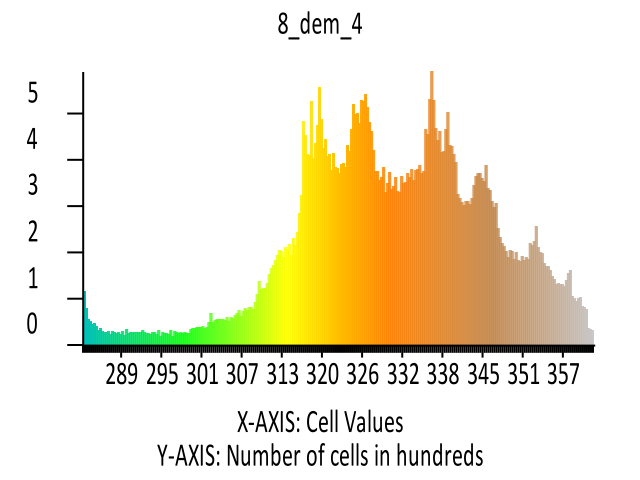 8_dem_4
5
4
3
2
1
0
289 295 301 307 313 320 326 332 338 345 351 357
X-AXIS: Cell Values
Y-AXIS: Number of cells in hundreds